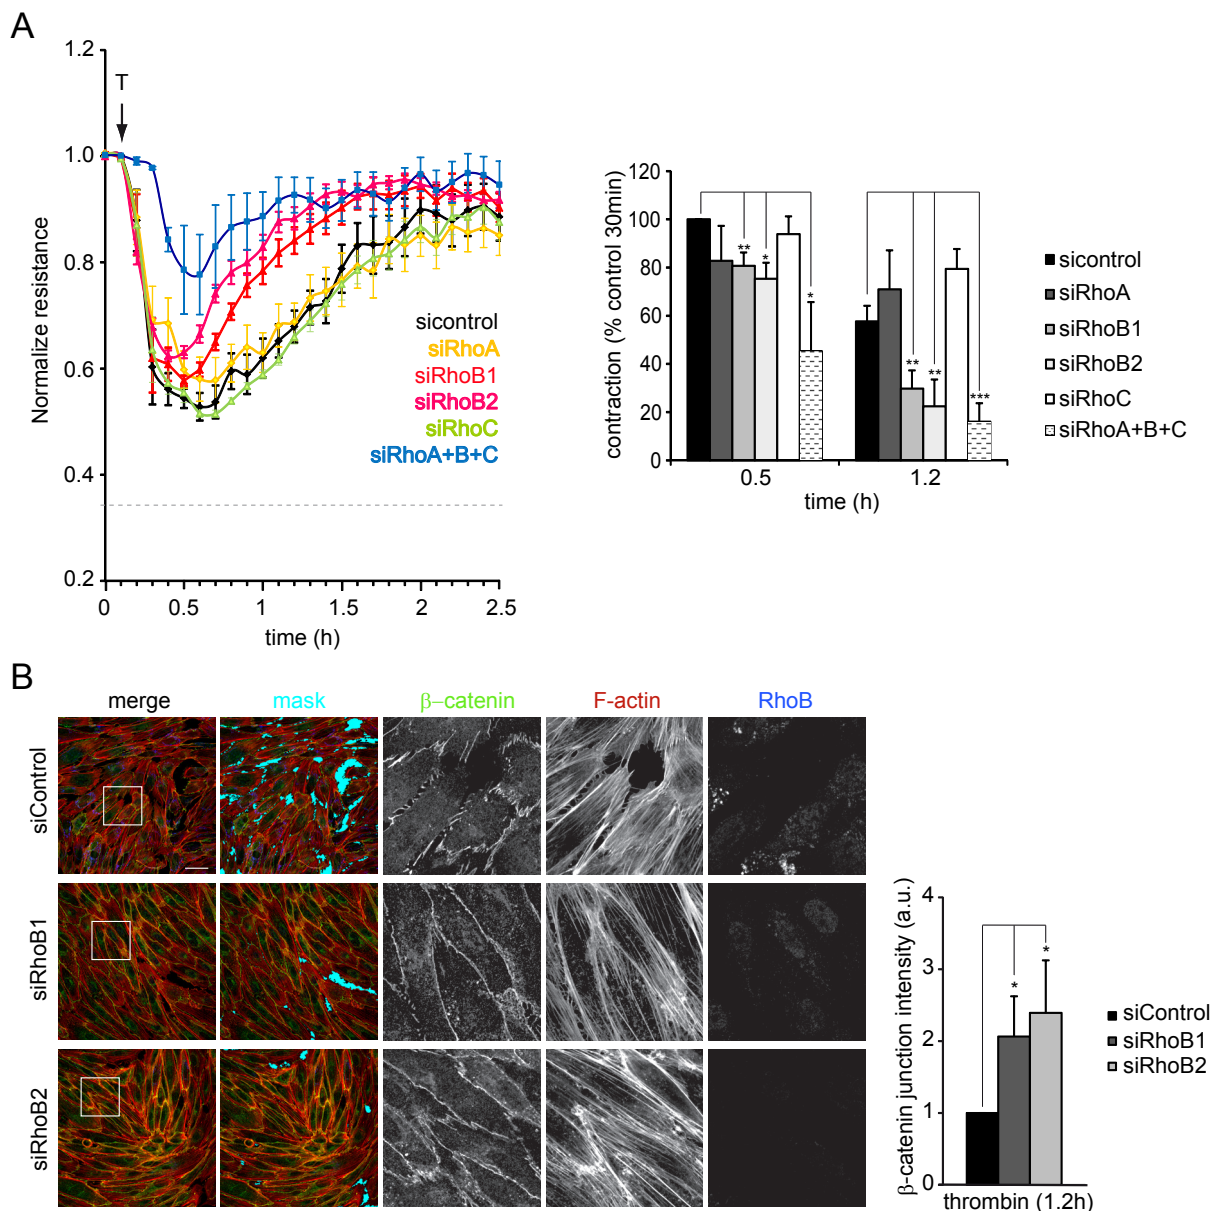 A
1.2
1.0
0.8
0.6
0.4
0.2
Normalize resistance
T
sicontrol
siRhoA
siRhoB1
siRhoB2
siRhoC
siRhoA+B+C
0 0.5 1 1.5 2 2.5
time (h)
120
100
80
60
40
20
0
contraction (% control 30min)
** * *
** ** ***
0.5 1.2
time (h)
sicontrol
siRhoA
siRhoB1
siRhoB2
siRhoC
siRhoA+B+C
B
merge mask β–catenin F-actin RhoB
siControl
siRhoB1
siRhoB2
4
3
2
1
0
β-catenin junction intensity (a.u.)
* *
thrombin (1.2h)
siControl
siRhoB1
siRhoB2